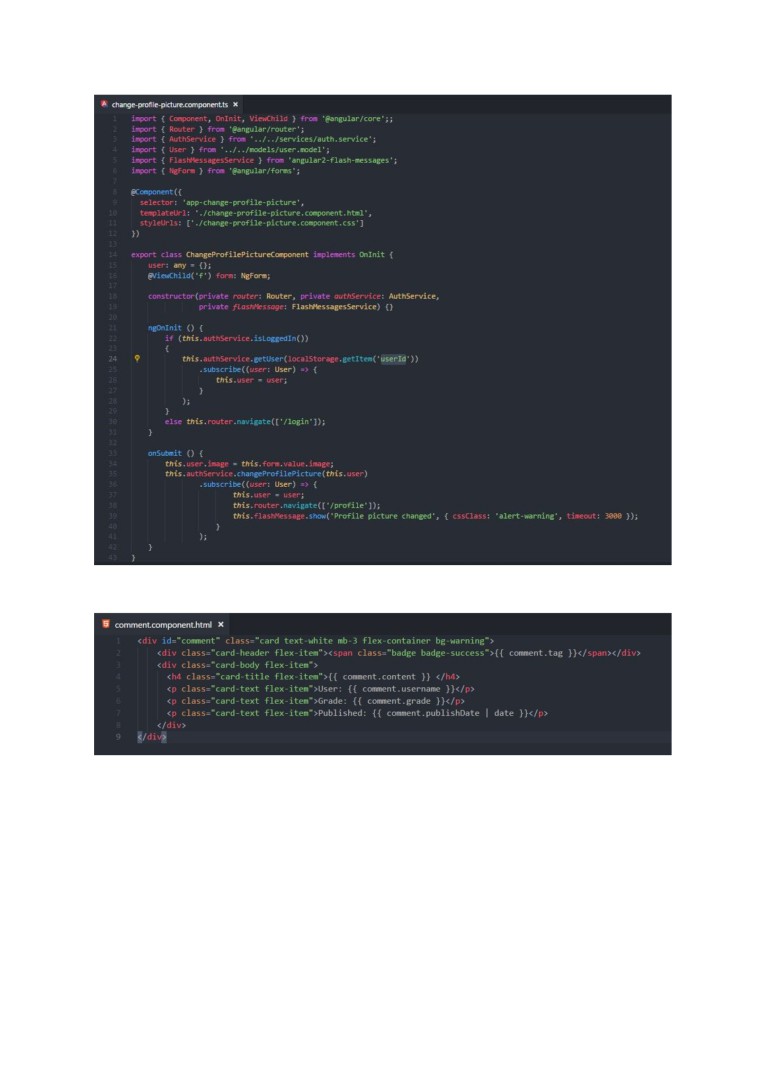 change-profile-picture.component.ts ×
1 import { Component, OnInit, ViewChild } from '@angular/core';;
2 import { Router } from '@angular/router';
3 import { AuthService } from '../../services/auth.service';
4 import { User } from '../../models/user.model';
5 import { FlashMessagesService } from 'angular2-flash-messages';
6 import { NgForm } from '@angular/forms';
7
8 @Component({
9   selector: 'app-change-profile-picture',
10   templateUrl: './change-profile-picture.component.html',
11   styleUrls: ['./change-profile-picture.component.css']
12 })
13
14 export class ChangeProfilePictureComponent implements OnInit {
15     user: any = {};
16     @ViewChild('f') form: NgForm;
17
18     constructor(private router: Router, private authService: AuthService,
19                 private flashMessage: FlashMessagesService) {}
20
21     ngOnInit () {
22         if (this.authService.isLoggedIn())
23         {
24             this.authService.getUser(localStorage.getItem('userId'))
25                 .subscribe((user: User) => {
26                     this.user = user;
27                 }
28             );
29         }
30         else this.router.navigate(['/login']);
31     }
32
33     onSubmit () {
34         this.user.image = this.form.value.image;
35         this.authService.changeProfilePicture(this.user)
36                 .subscribe((user: User) => {
37                         this.user = user;
38                         this.router.navigate(['/profile']);
39                         this.flashMessage.show('Profile picture changed', { cssClass: 'alert-warning', timeout: 3000 });
40                     }
41                 );
42     }
43 }
comment.component.html ×
1 <div id="comment" class="card text-white mb-3 flex-container bg-warning">
2     <div class="card-header flex-item"><span class="badge badge-success">{{ comment.tag }}</span></div>
3     <div class="card-body flex-item">
4       <h4 class="card-title flex-item">{{ comment.content }} </h4>
5       <p class="card-text flex-item">User: {{ comment.username }}</p>
6       <p class="card-text flex-item">Grade: {{ comment.grade }}</p>
7       <p class="card-text flex-item">Published: {{ comment.publishDate | date }}</p>
8     </div>
9 </div>